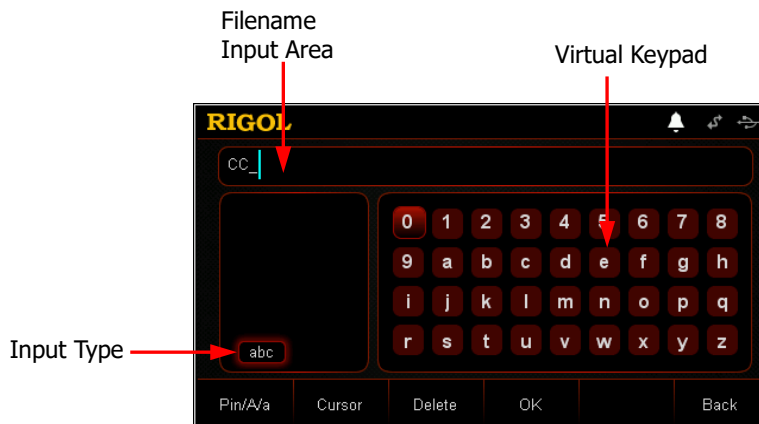 Filename
Input Area
Virtual Keypad
RIGOL
CC_
0 1 2 3 4 5 6 7 8
9 a b c d e f g h
i j k l m n o p q
r s t u v w x y z
Input Type
abc
Pin/A/a Cursor Delete OK Back